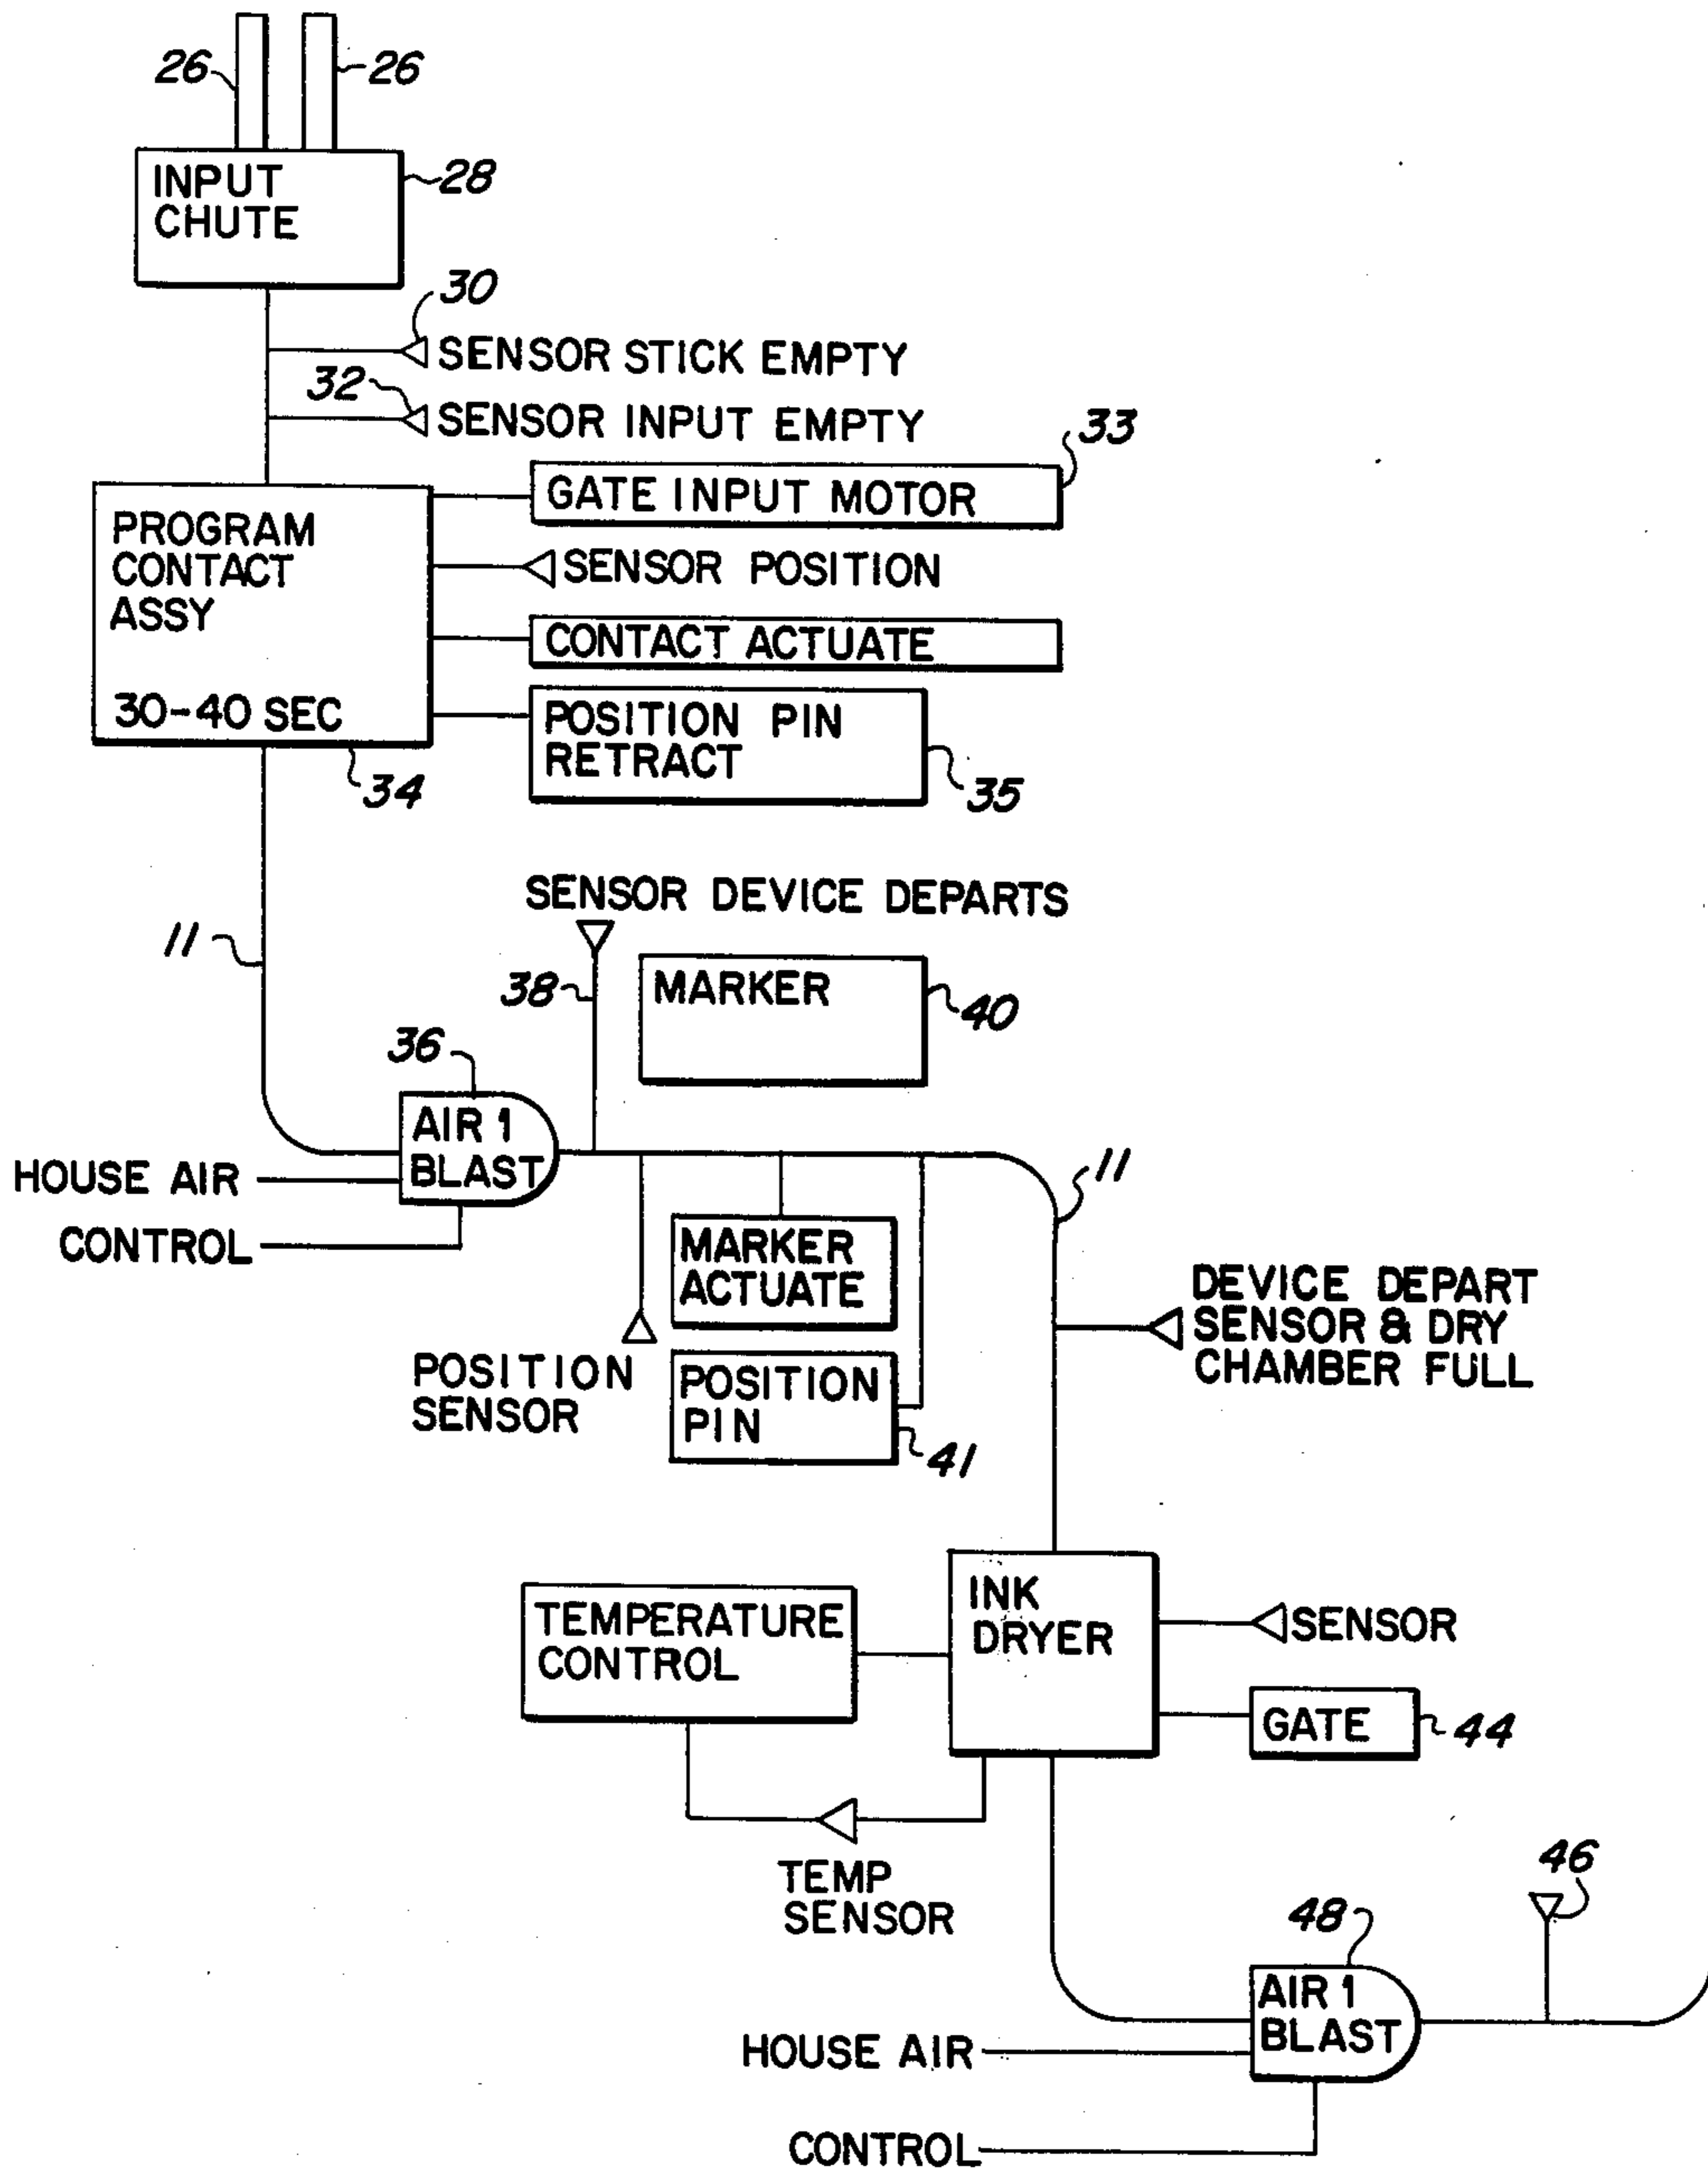 26 26
INPUT
CHUTE
28
30
SENSOR STICK EMPTY
32
SENSOR INPUT EMPTY
33
GATE INPUT MOTOR
PROGRAM
CONTACT
ASSY
30-40 SEC
SENSOR POSITION
CONTACT ACTUATE
POSITION PIN
RETRACT
34
35
SENSOR DEVICE DEPARTS
11
38
MARKER
40
36
AIR 1
BLAST
HOUSE AIR
CONTROL
11
MARKER
ACTUATE
DEVICE DEPART
SENSOR & DRY
CHAMBER FULL
POSITION
SENSOR
POSITION
PIN
41
INK
DRYER
TEMPERATURE
CONTROL
SENSOR
GATE
44
TEMP
SENSOR
46
48
AIR 1
BLAST
HOUSE AIR
CONTROL